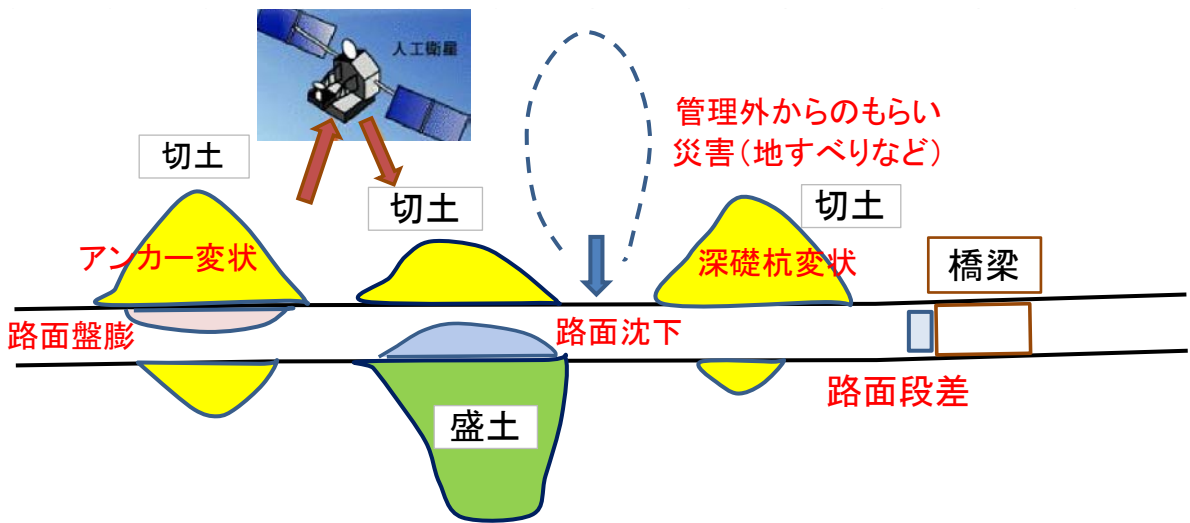 人工衛星
管理外からのもらい
災害（地すべりなど）
切土
切土
切土
アンカー変状
深礎杭変状
橋梁
路面盤膨
路面沈下
路面段差
盛土